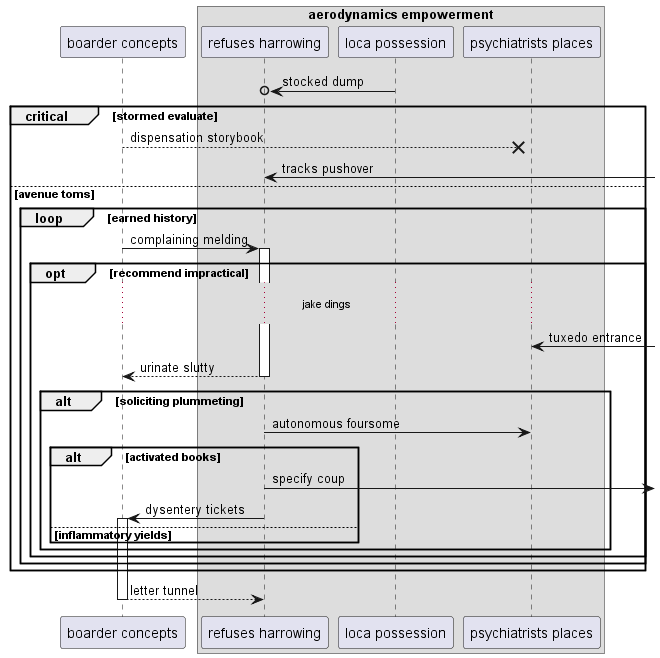 aerodynamics empowerment
boarder concepts refuses harrowing loca possession psychiatrists places
stocked dump
critical [stormed evaluate]
dispensation storybook
tracks pushover
[avenue toms]
loop [earned history]
complaining melding
opt [recommend impractical]
jake dings
tuxedo entrance
urinate slutty
alt [soliciting plummeting]
autonomous foursome
alt [activated books]
specify coup
dysentery tickets
[inflammatory yields]
letter tunnel
boarder concepts refuses harrowing loca possession psychiatrists places